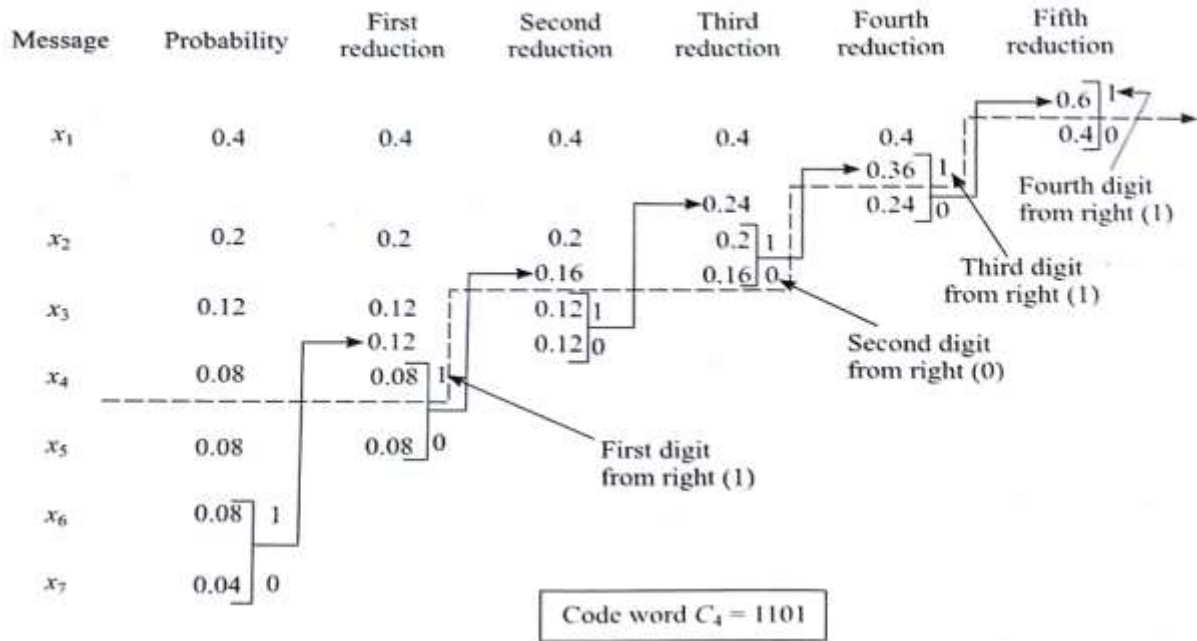 Message Probability First reduction Second reduction Third reduction Fourth reduction Fifth reduction
0.6 1
x₁ 0.4 0.4 0.4 0.4 0.4 0.4 0
0.36 1
Fourth digit
from right (1)
0.24 0.24 0
x₂ 0.2 0.2 0.2 0.2 1
0.16 0.16 0
Third digit
from right (1)
x₃ 0.12 0.12 0.12 1
0.12 0.12 0
Second digit
from right (0)
x₄ 0.08 0.08 1
x₅ 0.08 0.08 0
First digit
from right (1)
x₆ 0.08 1
x₇ 0.04 0
Code word C₄ = 1101